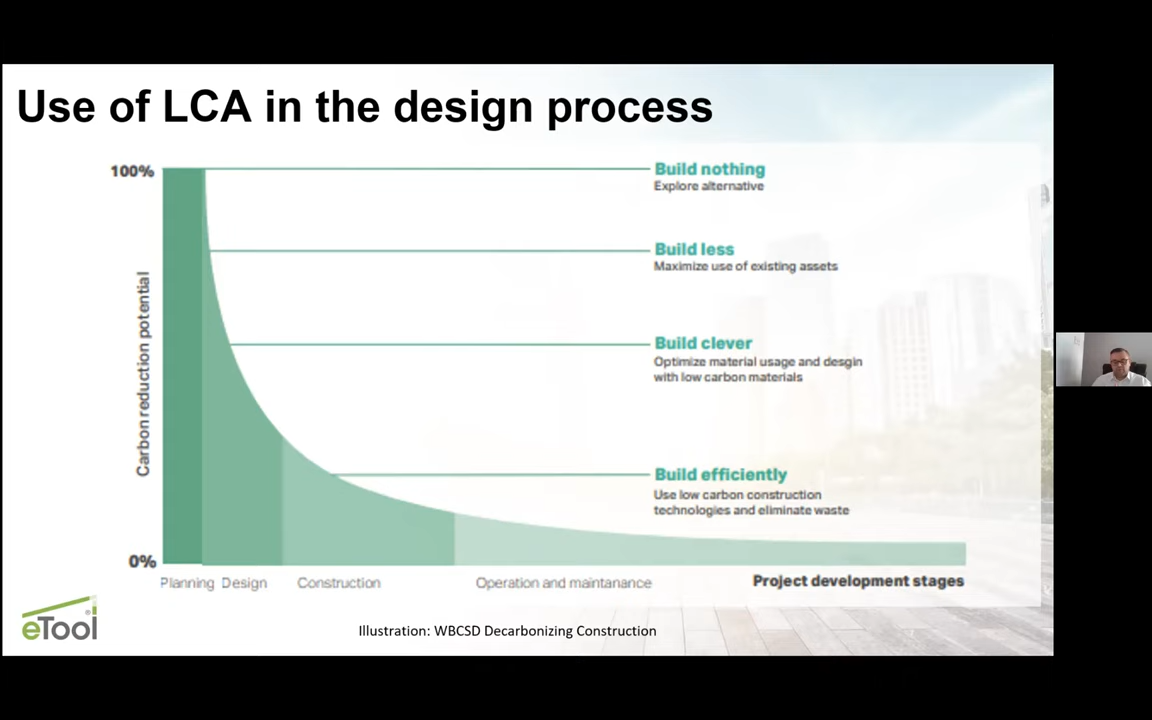 Use of LCA in the design process
100%
Build nothing
Explore alternative
Build less
Maximize use of existing assets
Carbon reduction potential
Build clever
Optimize material usage and desgin
with low carbon materials
Build efficiently
Use low carbon construction
technologies and eliminate waste
0%
Planning
Design
Construction
Operation and maintanance
Project development stages
eTool
Illustration: WBCSD Decarbonizing Construction